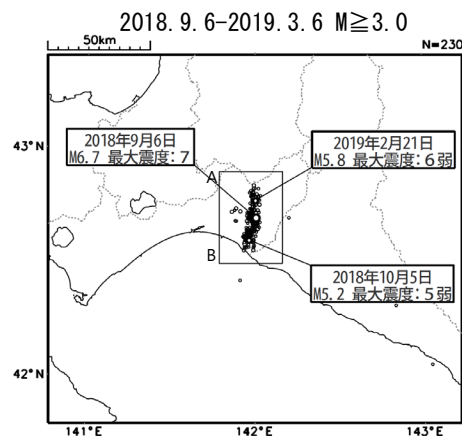 2018.9.6-2019.3.6 M≧3.0
50km
N=230
43°N
2018年9月6日
M6.7 最大震度：7
2019年2月21日
M5.8 最大震度：6弱
A
B
2018年10月5日
M5.2 最大震度：5弱
42°N
141°E
142°E
143°E